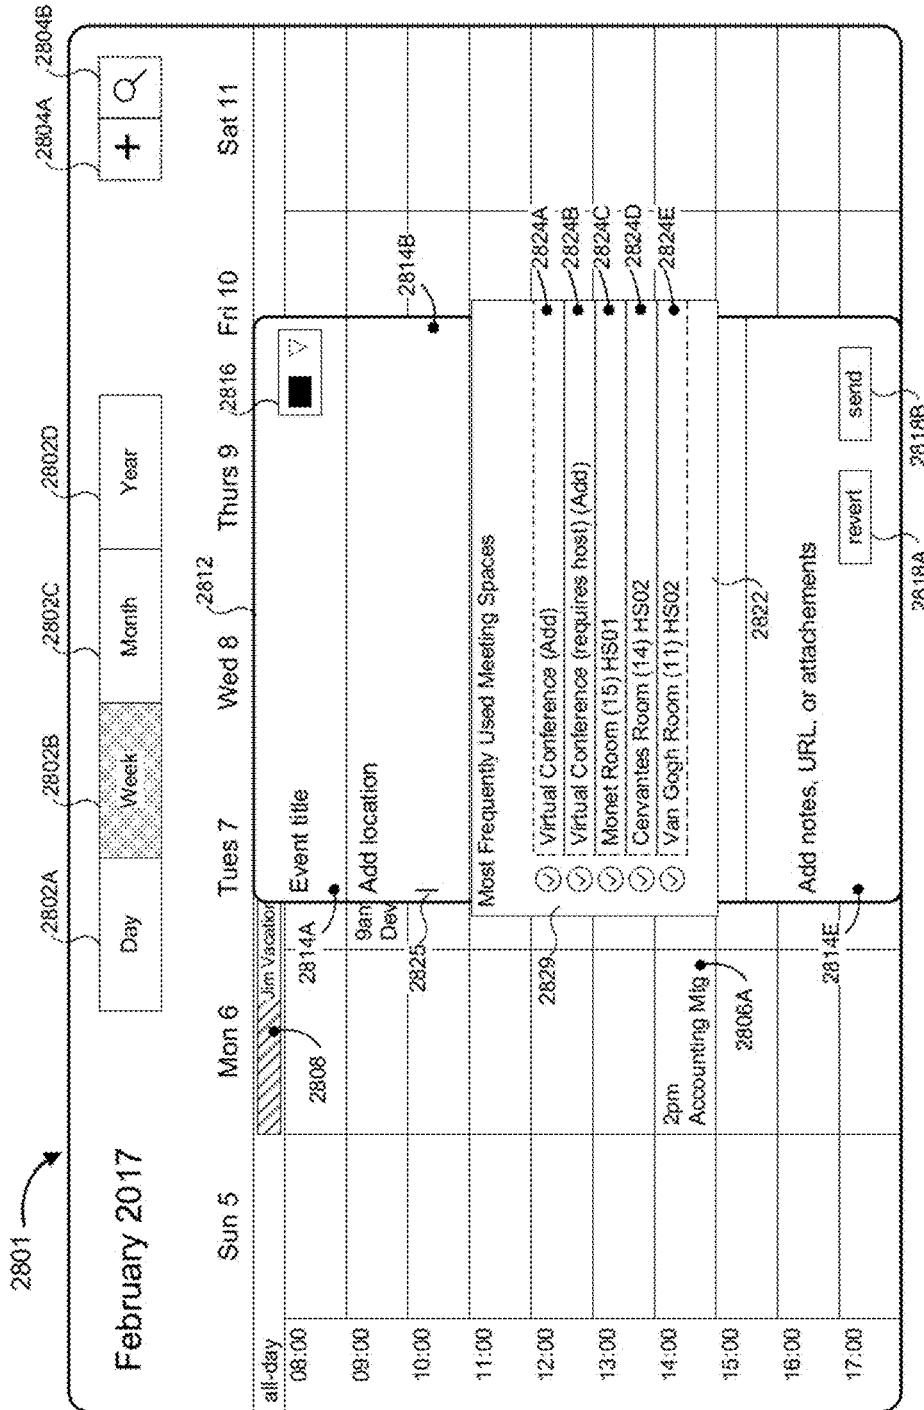 2801
2802A
2802B
2802C
2802D
2804A
2804B
February 2017
Day
Week
Month
Year
+
Sun 5
Mon 6
Tues 7
Wed 8
Thurs 9
Fri 10
Sat 11
2812
2816
all-day
Jim Vacation
08:00
2808
2814A
Event title
09:00
9am
Dev
Add location
2814B
10:00
2825
11:00
Most Frequently Used Meeting Spaces
12:00
2829
Virtual Conference (Add)
2824A
Virtual Conference (requires host) (Add)
2824B
13:00
Monet Room (15) HS01
2824C
Cervantes Room (14) HS02
2824D
14:00
2pm
Accounting Mtg
Van Gogh Room (11) HS02
2824E
2806A
15:00
2822
16:00
2814E
Add notes, URL, or attachements
17:00
revert
send
2818A
2818B